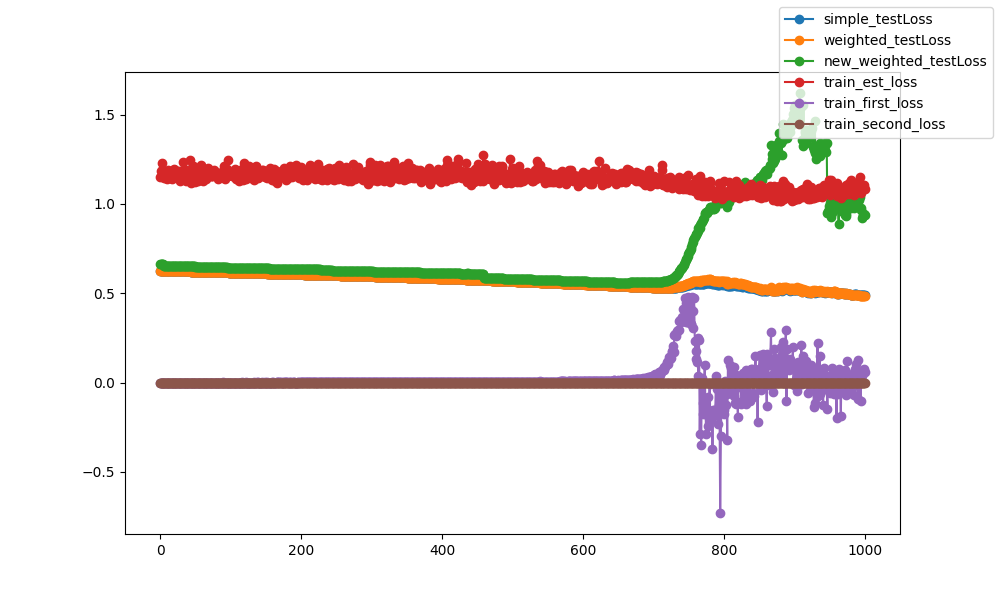 simple_testLoss
weighted_testLoss
new_weighted_testLoss
train_est_loss
train_first_loss
train_second_loss
1.5
1.0
0.5
0.0
−0.5
0 200 400 600 800 1000